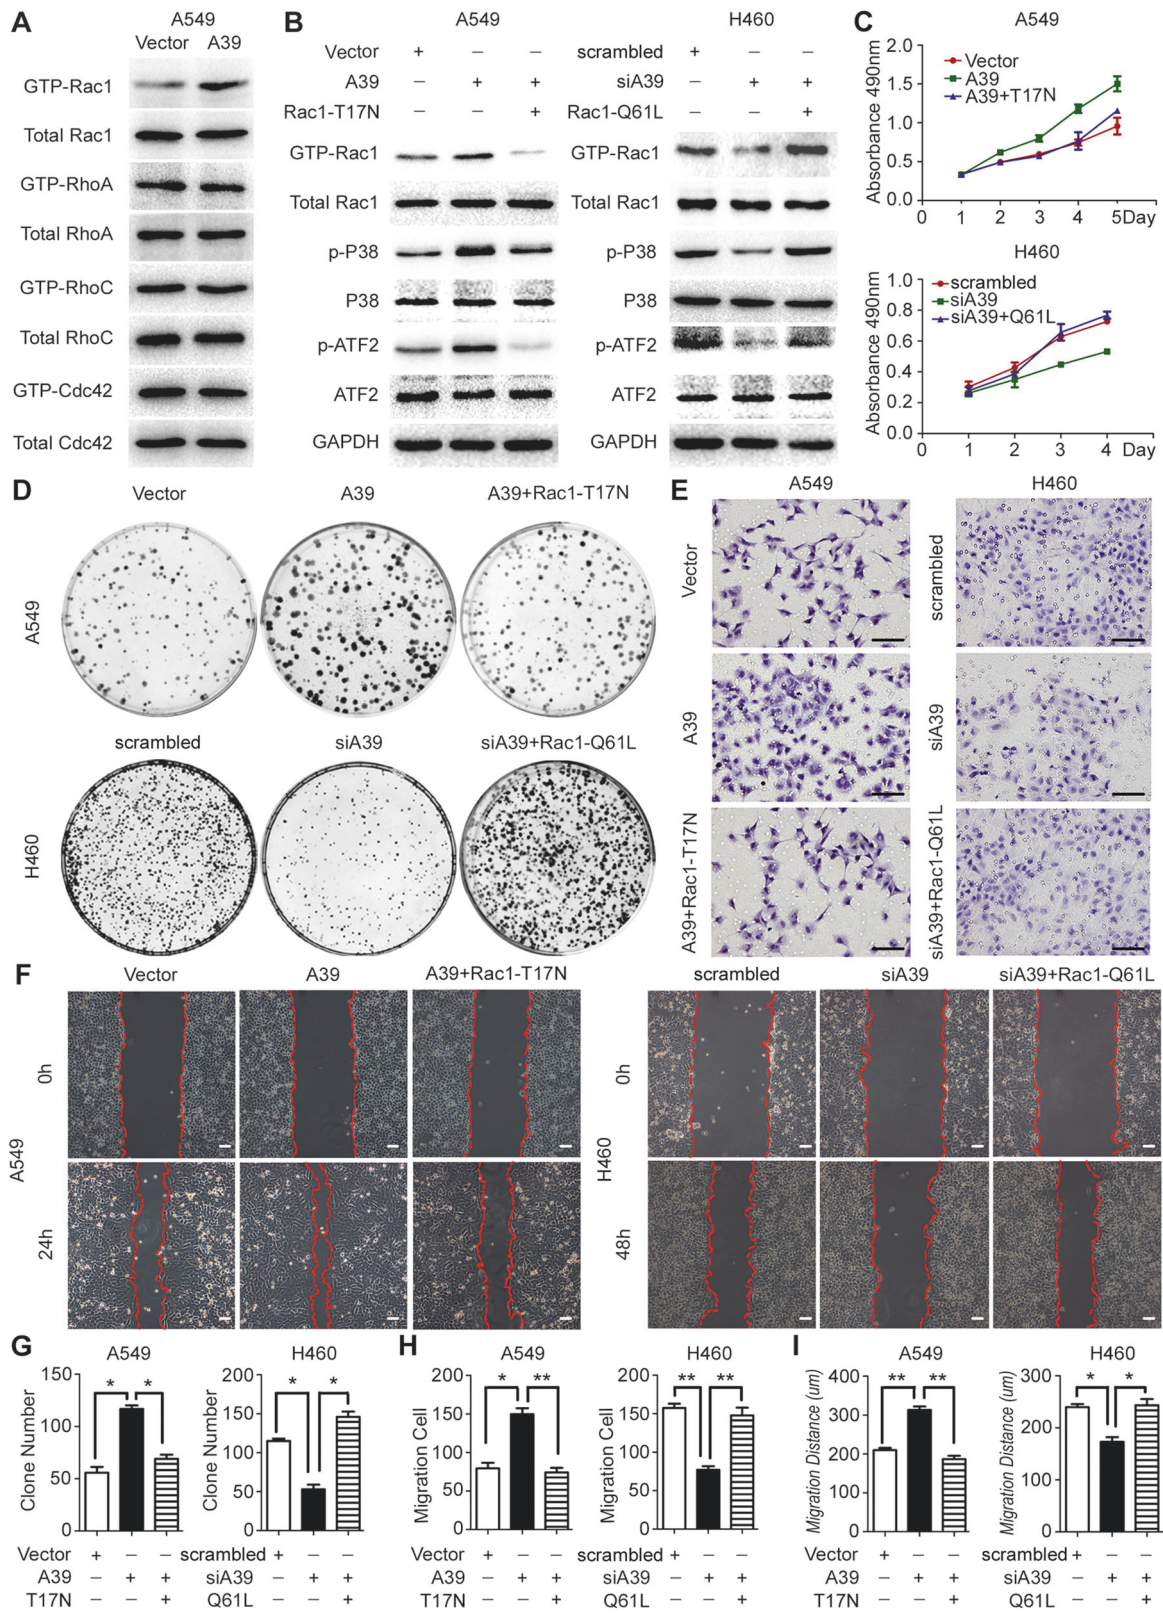 A
A549
Vector A39
GTP-Rac1
Total Rac1
GTP-RhoA
Total RhoA
GTP-RhoC
Total RhoC
GTP-Cdc42
Total Cdc42
B
A549
Vector + − −
A39 − + +
Rac1-T17N − − +
GTP-Rac1
Total Rac1
p-P38
P38
p-ATF2
ATF2
GAPDH
H460
scrambled + − −
siA39 − + +
Rac1-Q61L − − +
GTP-Rac1
Total Rac1
p-P38
P38
p-ATF2
ATF2
GAPDH
C
A549
Absorbance 490nm
2.0
1.5
1.0
0.5
0.0
Vector
A39
A39+T17N
0 1 2 3 4 5Day
H460
Absorbance 490nm
1.0
0.8
0.6
0.4
0.2
0.0
scrambled
siA39
siA39+Q61L
0 1 2 3 4 Day
D
Vector A39 A39+Rac1-T17N
A549
scrambled siA39 siA39+Rac1-Q61L
H460
E
A549 H460
Vector scrambled
A39 siA39
A39+Rac1-T17N siA39+Rac1-Q61L
F
Vector A39 A39+Rac1-T17N
A549
0h
24h
scrambled siA39 siA39+Rac1-Q61L
H460
0h
48h
G
A549
Clone Number
150
100
50
0
* *
Vector + − −
A39 − + +
T17N − − +
H460
Clone Number
200
150
100
50
0
* *
scrambled + − −
siA39 − + +
Q61L − − +
H
A549
Migration Cell
200
150
100
50
0
* **
Vector + − −
A39 − + +
T17N − − +
H460
Migration Cell
200
150
100
50
0
** **
scrambled + − −
siA39 − + +
Q61L − − +
I
A549
Migration Distance (um)
400
300
200
100
0
** **
Vector + − −
A39 − + +
T17N − − +
H460
Migration Distance (um)
300
200
100
0
* *
scrambled + − −
siA39 − + +
Q61L − − +